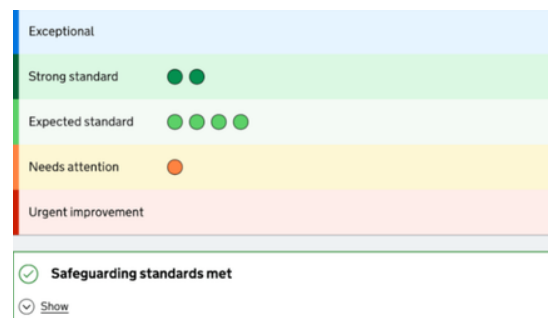 Exceptional
Strong standard
Expected standard
Needs attention
Urgent improvement
Safeguarding standards met
Show